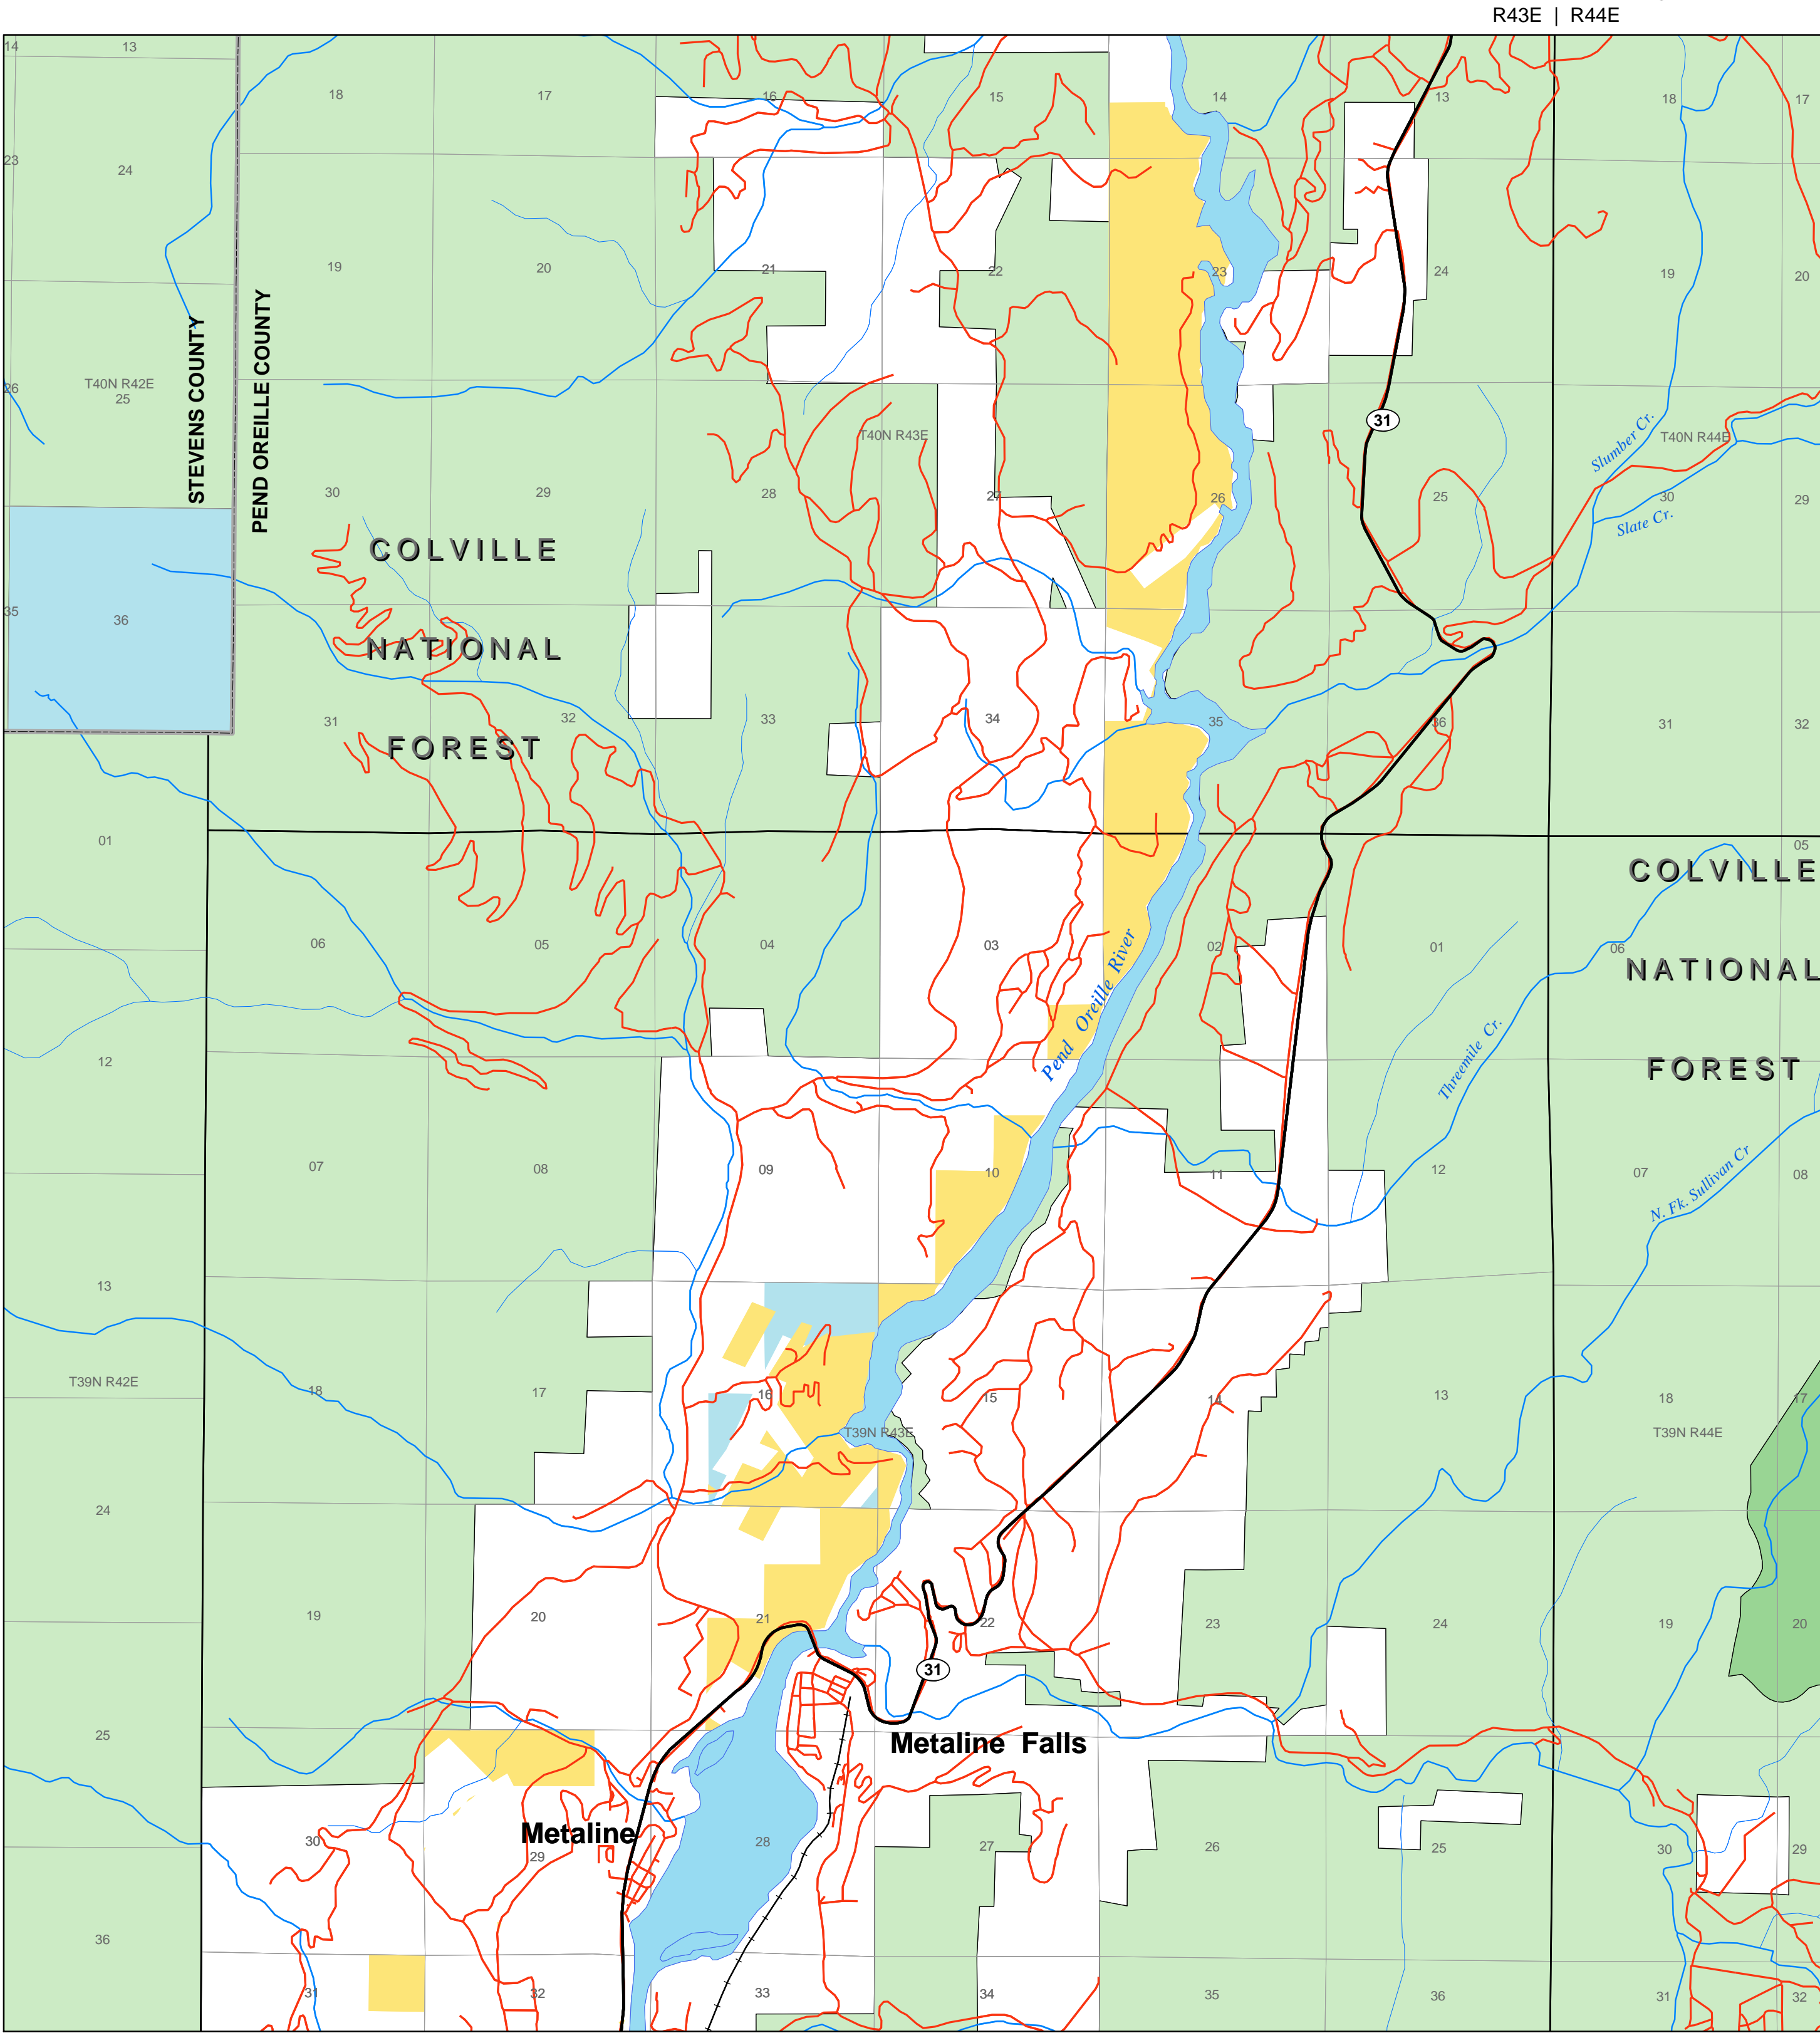 R43E | R44E
14 13 18 17 16 15 14 13 18 17
23 24 19 20 21 22 23 24 19 20
STEVENS COUNTY
PEND OREILLE COUNTY
26
T40N R42E
25
31
T40N R43E
Slumber Cr.
T40N R44E
30 29 28 27 26 25 30 29
Slate Cr.
COLVILLE
NATIONAL
FOREST
35 36 31 32 33 34 35 36 31 32
01
05
COLVILLE
06 05 04 03 02 01 06
NATIONAL
Pend Oreille River
Threemile Cr.
FOREST
12 07 08 09 10 11 12 07 08
N. Fk. Sullivan Cr
13
T39N R42E
18 17 16 15 14 13 18 17
T39N R43E
T39N R44E
24 19 20 21 22 23 24 19 20
31
25
Metaline Falls
Metaline
30 29 28 27 26 25 30 29
36
31 32 33 34 35 36 31 32